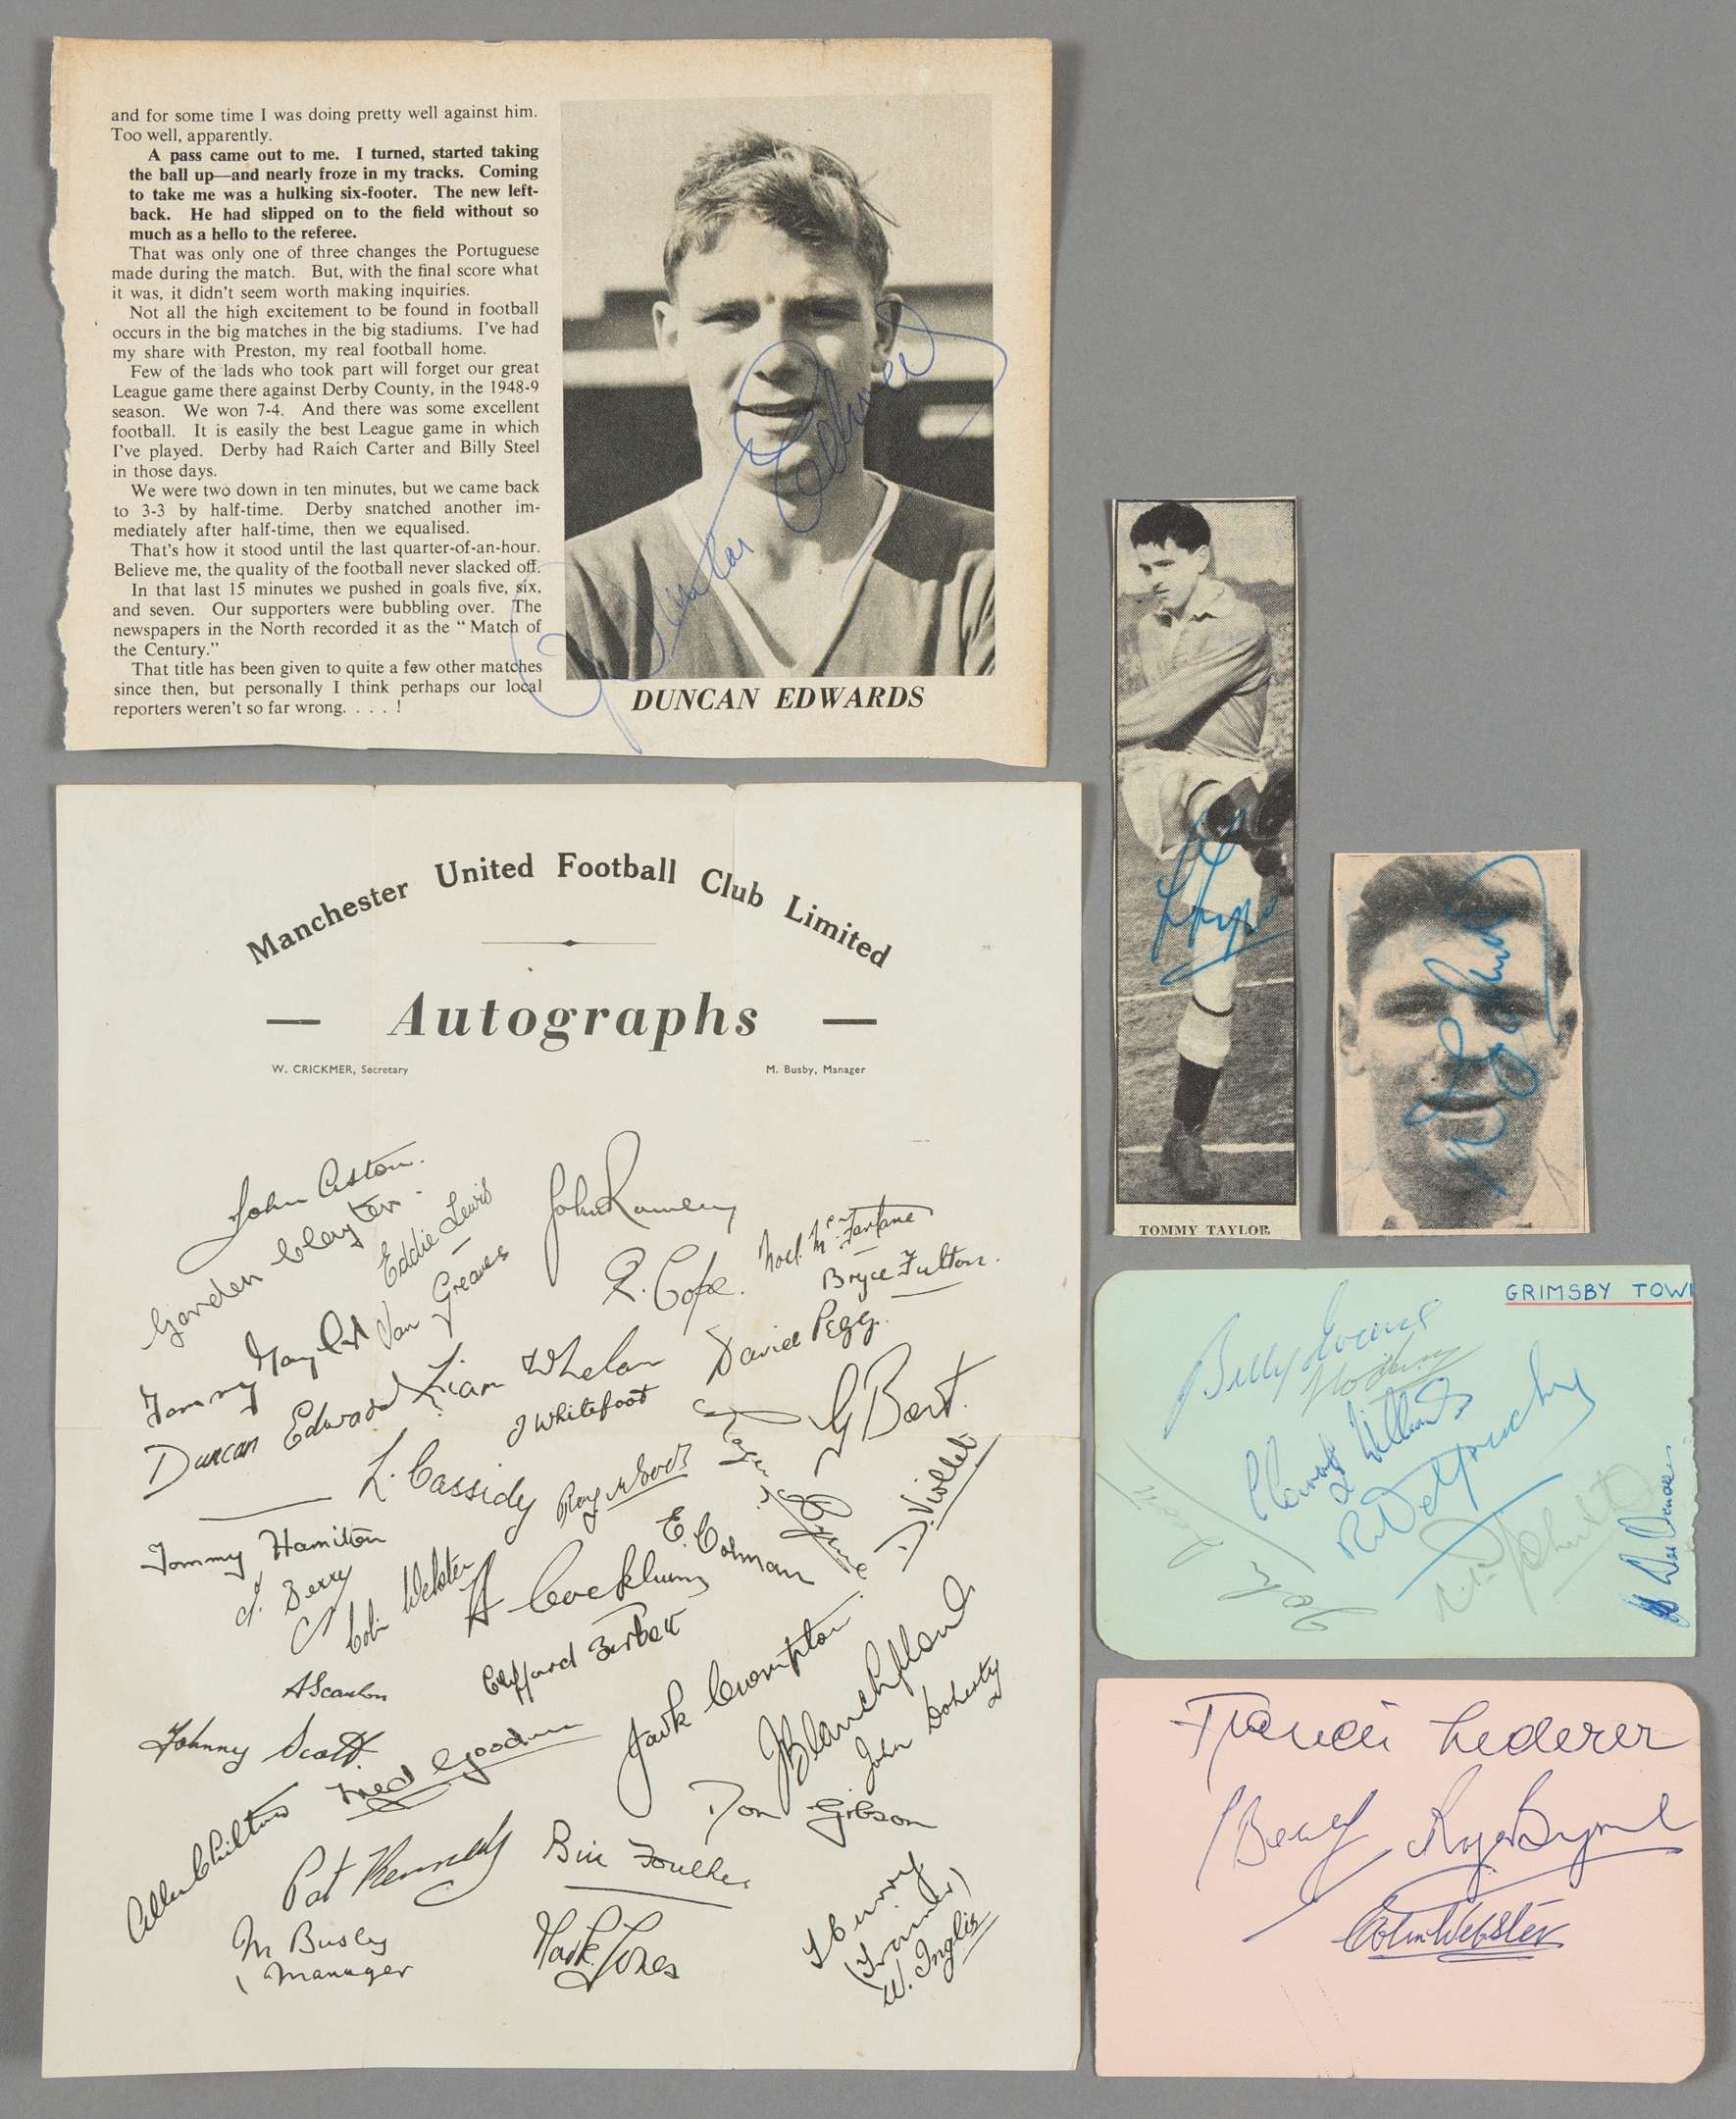 and for some time I was doing pretty well against him.
Too well, apparently.
A pass came out to me. I turned, started taking
the ball up—and nearly froze in my tracks. Coming
to take me was a hulking six-footer. The new left-
back. He had slipped on to the field without so
much as a hello to the referee.
That was only one of three changes the Portuguese
made during the match. But, with the final score what
it was, it didn't seem worth making inquiries.
Not all the high excitement to be found in football
occurs in the big matches in the big stadiums. I've had
my share with Preston, my real football home.
Few of the lads who took part will forget our great
League game there against Derby County, in the 1948-9
season. We won 7-4. And there was some excellent
football. It is easily the best League game in which
I've played. Derby had Raich Carter and Billy Steel
in those days.
We were two down in ten minutes, but we came back
to 3-3 by half-time. Derby snatched another im-
mediately after half-time, then we equalised.
That's how it stood until the last quarter-of-an-hour.
Believe me, the quality of the football never slacked off.
In that last 15 minutes we pushed in goals five, six,
and seven. Our supporters were bubbling over. The
newspapers in the North recorded it as the "Match of
the Century."
That title has been given to quite a few other matches
since then, but personally I think perhaps our local
reporters weren't so far wrong. . . . !
Duncan Edwards
DUNCAN EDWARDS
TOMMY TAYLOR
Manchester United Football Club Limited
— Autographs —
W. CRICKMER, Secretary
M. Busby, Manager
John Aston.
Gordon Clayton.
Eddie Lewis
Noel McFarlane
R. Cope.
Bryce Fulton.
Ian Greaves
Tommy Taylor
David Pegg.
Liam Whelan
Duncan Edwards
J Whitefoot
G Bent.
L. Cassidy
Roger Wood
D. Viollet
Tommy Hamilton
E. Colman
R Byrne
J. Berry
Colin Webster
Clifford Birkett
A Scanlon
Jack Crompton.
J Blanchflower
John Doherty
Johnny Scott
Fred Goodwin
Don Gibson
Allen Chilton
Pat Kennedy
Bill Foulkes
T Curry
(Trainer)
W. Inglis
M Busby
Manager
Mark Jones
GRIMSBY TOW
Billy Evans
Francis Lederer
J Berry
Roger Byrne
Colin Webster